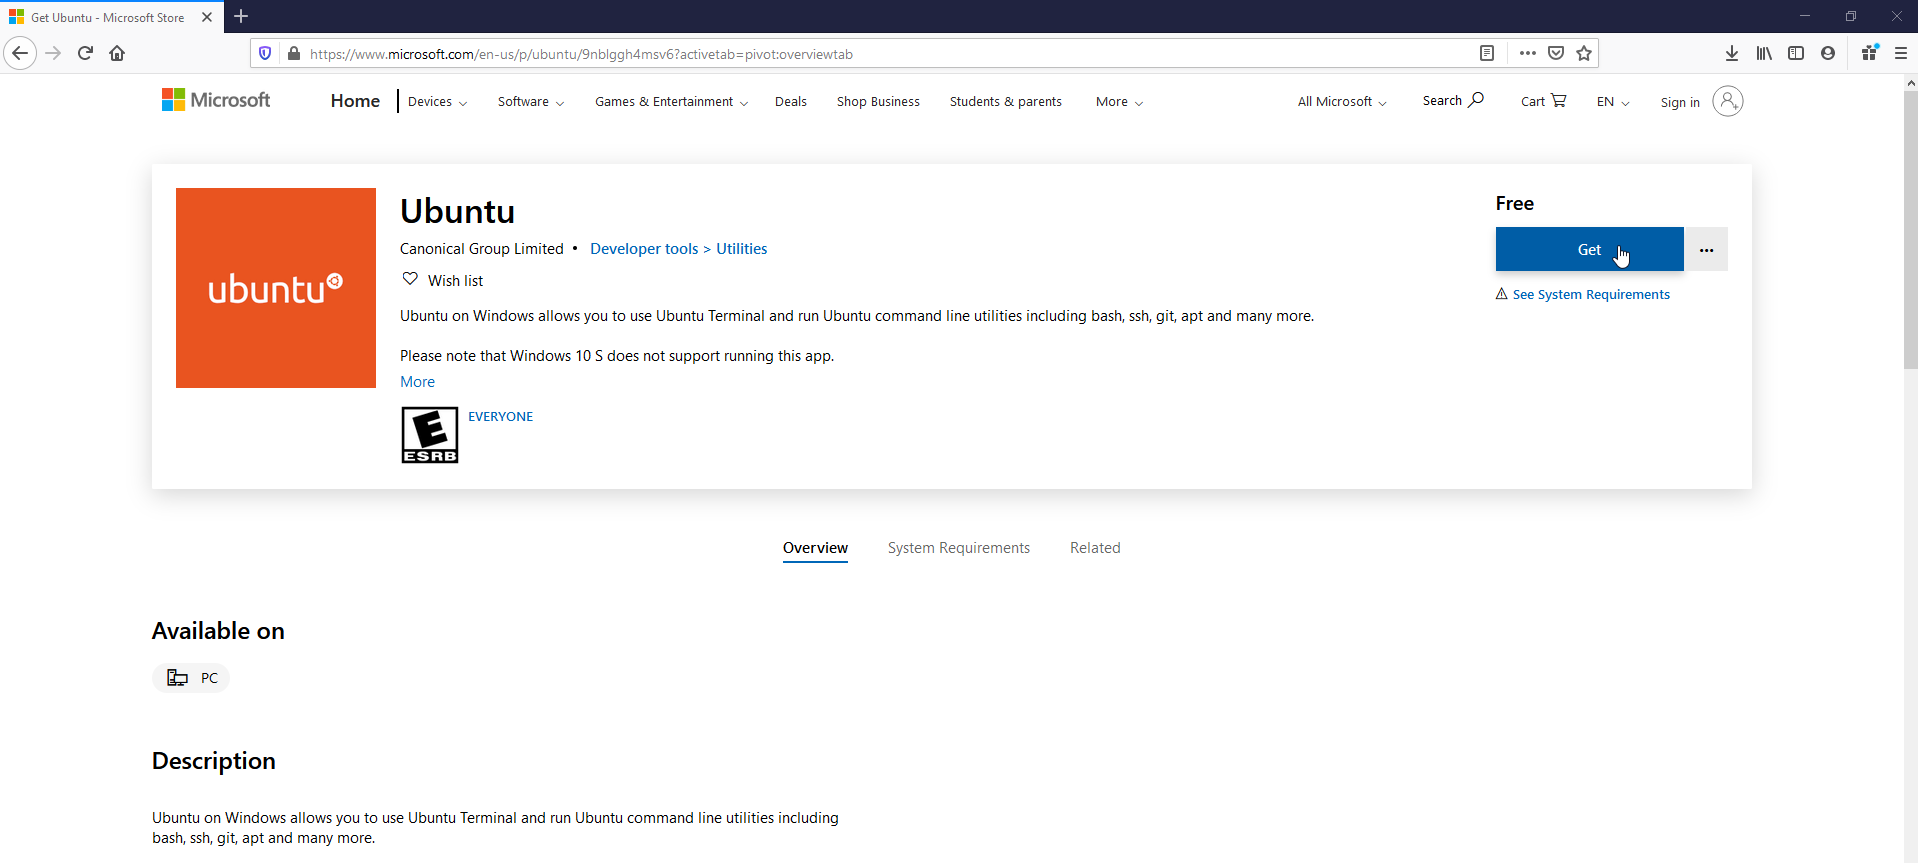 Get Ubuntu - Microsoft Store
https://www.microsoft.com/en-us/p/ubuntu/9nblggh4msv6?activetab=pivot:overviewtab
Microsoft Home Devices Software Games & Entertainment Deals Shop Business Students & parents More All Microsoft Search Cart EN Sign in
ubuntu
Ubuntu
Canonical Group Limited • Developer tools > Utilities
Wish list
Ubuntu on Windows allows you to use Ubuntu Terminal and run Ubuntu command line utilities including bash, ssh, git, apt and many more.
Please note that Windows 10 S does not support running this app.
More
E
ESRB
EVERYONE
Free
Get
See System Requirements
Overview System Requirements Related
Available on
PC
Description
Ubuntu on Windows allows you to use Ubuntu Terminal and run Ubuntu command line utilities including
bash, ssh, git, apt and many more.